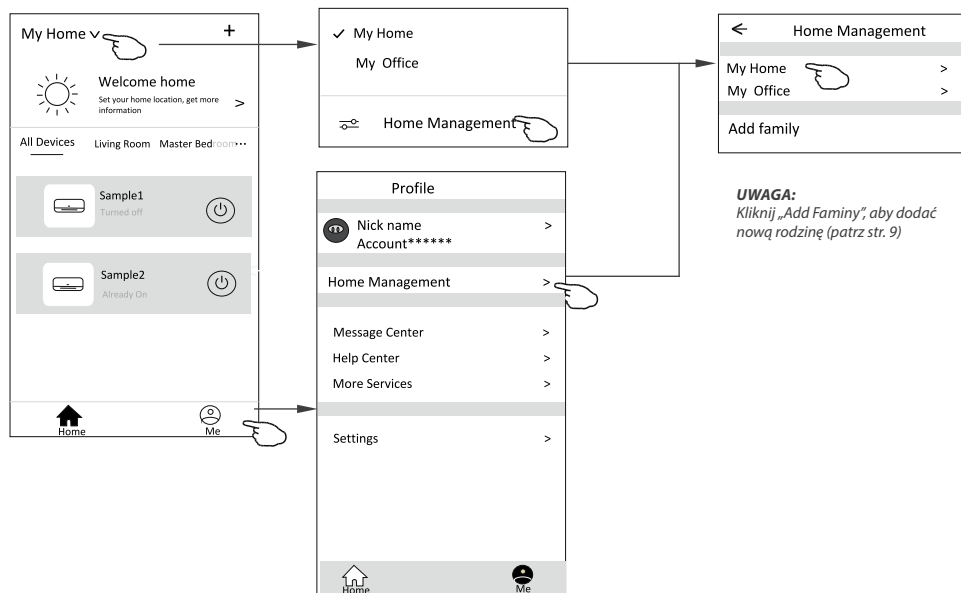 My Home
+
Welcome home
Set your home location, get more
information
>
All Devices Living Room Master Bedroom...
Sample1
Turned off
Sample2
Already On
Home Me
✓ My Home
My Office
Home Management
Profile
Nick name >
Account******
Home Management >
Message Center >
Help Center >
More Services >
Settings >
Home Me
Home Management
My Home >
My Office >
Add family
UWAGA:
Kliknij „Add Faminy”, aby dodać
nową rodzinę (patrz str. 9)